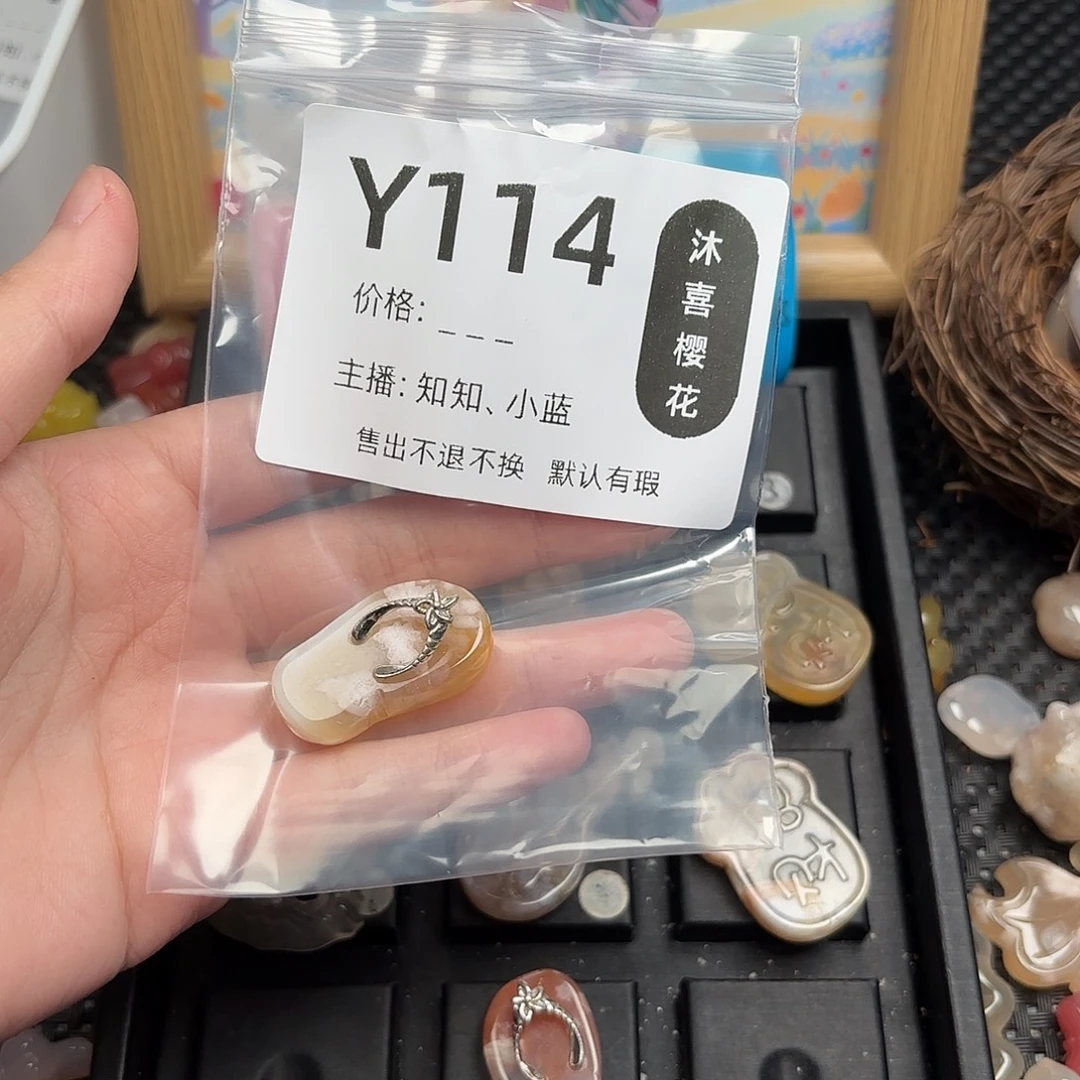 Y114
价格: _ _ _
主播: 知知、小蓝
售出不退不换 默认有瑕
沐喜樱花